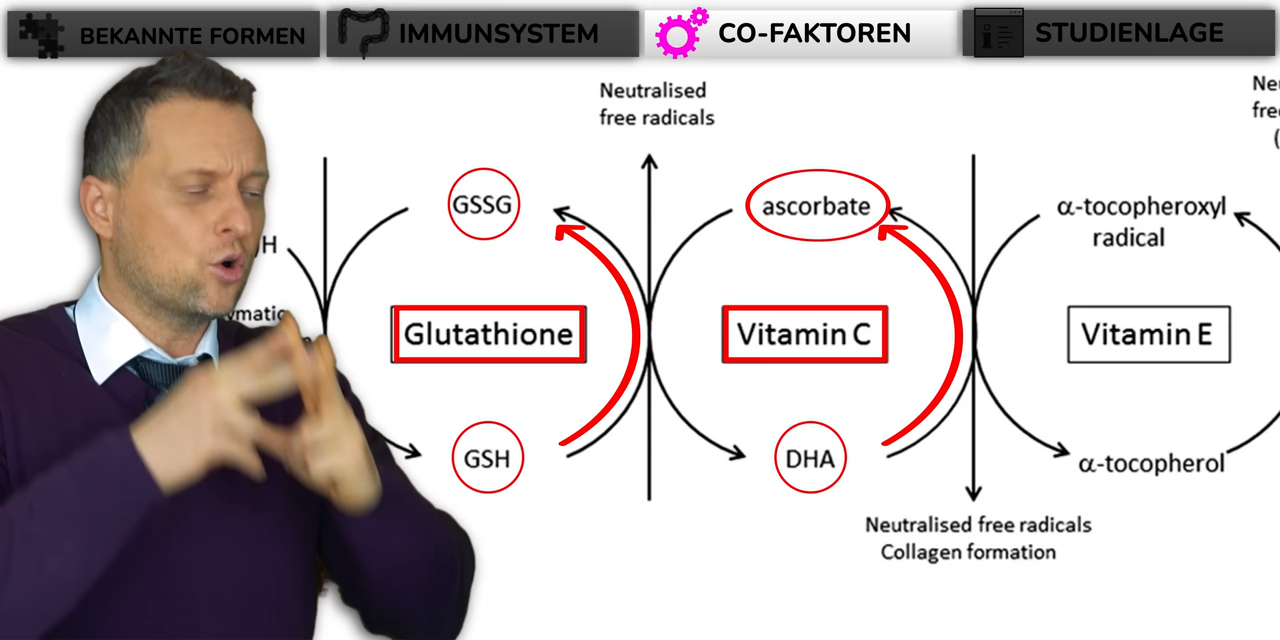 BEKANNTE FORMEN
IMMUNSYSTEM
CO-FAKTOREN
STUDIENLAGE
Neutralised
free radicals
GSSG
ascorbate
α-tocopheroxyl
radical
Glutathione
Vitamin C
Vitamin E
GSH
DHA
α-tocopherol
Neutralised free radicals
Collagen formation